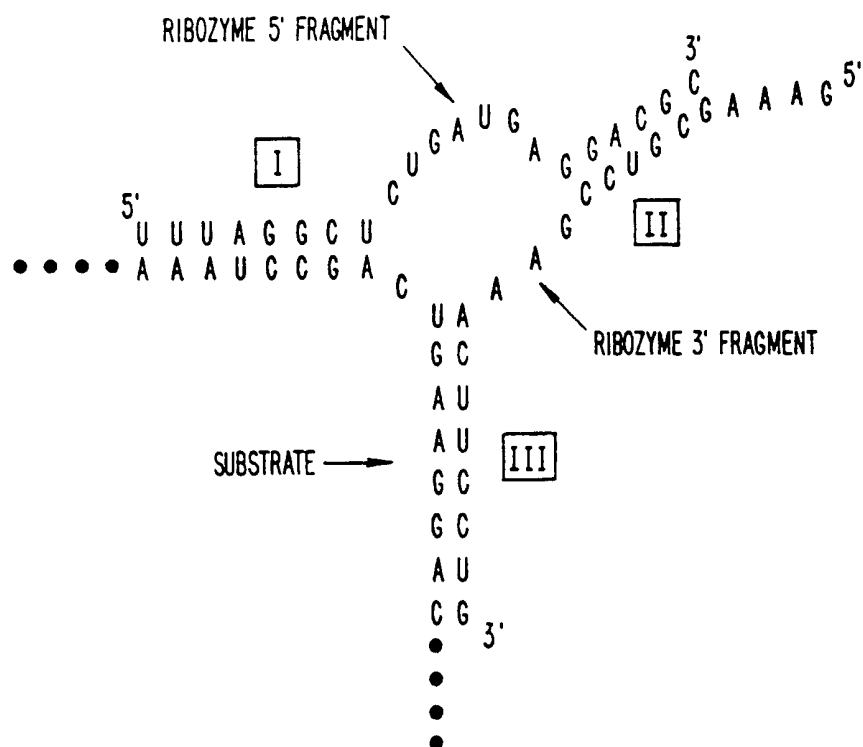 RIBOZYME 5' FRAGMENT
3'
5'
C U G A U G A G G A C G C
G A A A G C G U C C G A A
I
5'
U U U A G G C U
A A A U C C G A C
II
RIBOZYME 3' FRAGMENT
U A
G C
A U
A U
SUBSTRATE
III
G C
G C
A U
C G
3'